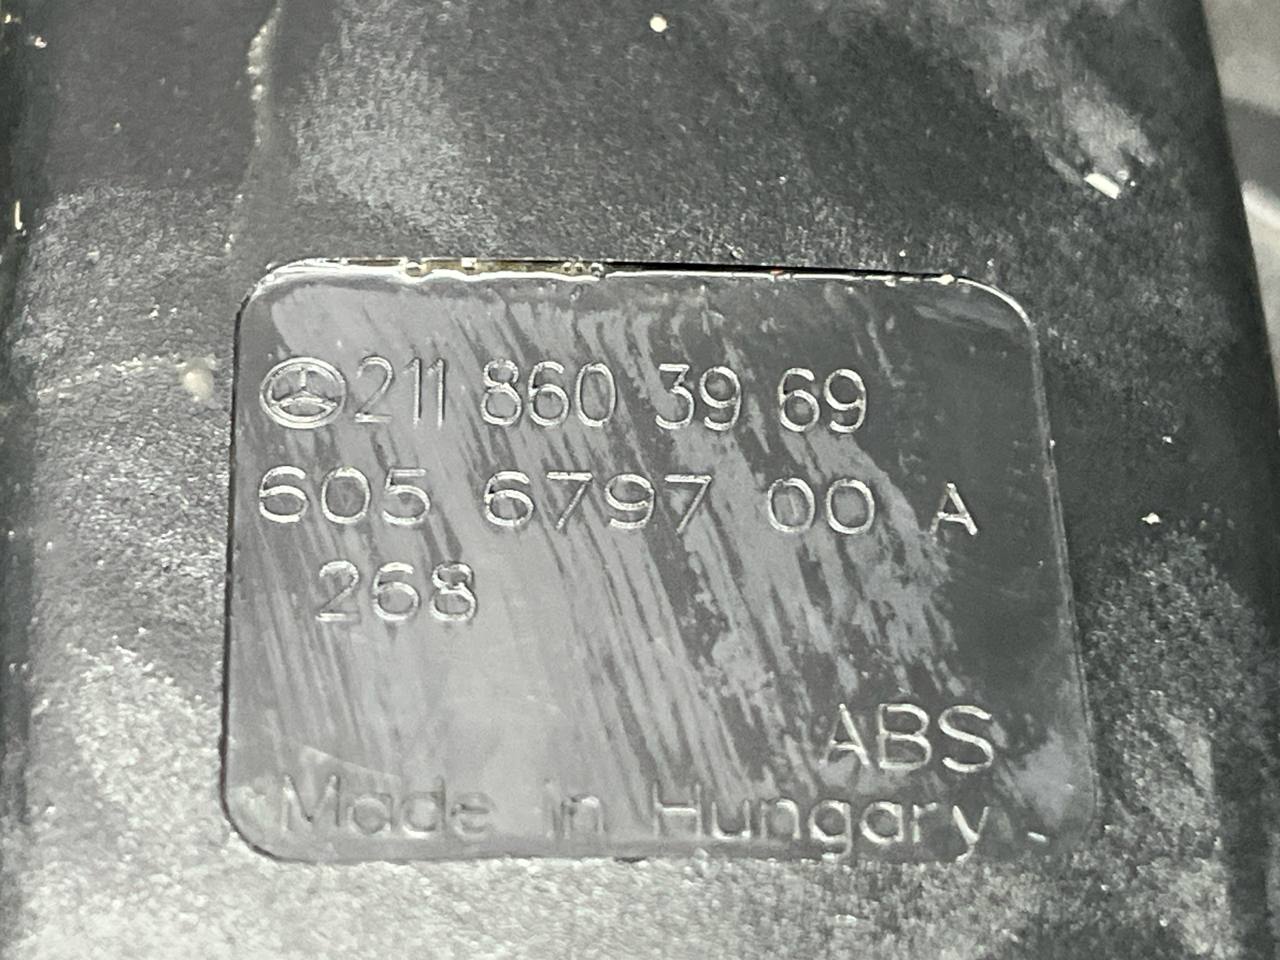 211 860 39 69
605 6797 00 A
268
ABS
Made in Hungary